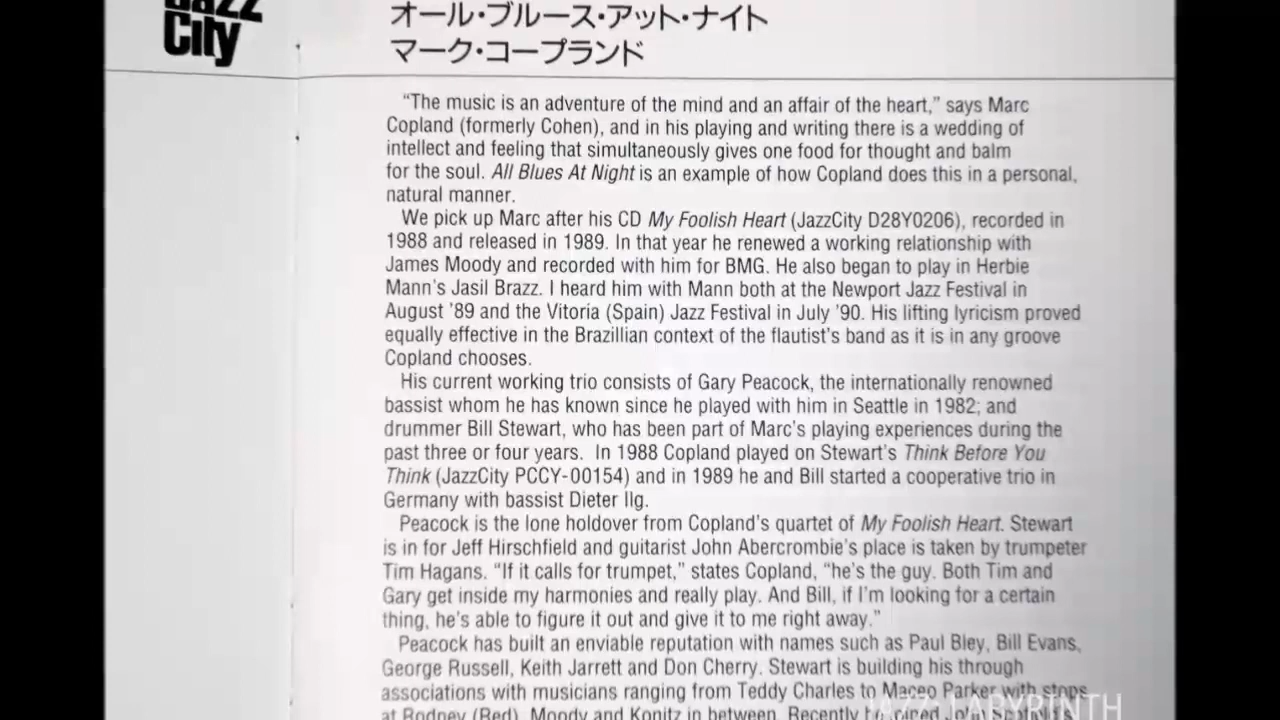 Jazz
City
オール・ブルース・アット・ナイト
マーク・コープランド
“The music is an adventure of the mind and an affair of the heart,” says Marc
Copland (formerly Cohen), and in his playing and writing there is a wedding of
intellect and feeling that simultaneously gives one food for thought and balm
for the soul. All Blues At Night is an example of how Copland does this in a personal,
natural manner.
We pick up Marc after his CD My Foolish Heart (JazzCity D28Y0206), recorded in
1988 and released in 1989. In that year he renewed a working relationship with
James Moody and recorded with him for BMG. He also began to play in Herbie
Mann’s Jasil Brazz. I heard him with Mann both at the Newport Jazz Festival in
August ’89 and the Vitoria (Spain) Jazz Festival in July ’90. His lifting lyricism proved
equally effective in the Brazillian context of the flautist’s band as it is in any groove
Copland chooses.
His current working trio consists of Gary Peacock, the internationally renowned
bassist whom he has known since he played with him in Seattle in 1982; and
drummer Bill Stewart, who has been part of Marc’s playing experiences during the
past three or four years. In 1988 Copland played on Stewart’s Think Before You
Think (JazzCity PCCY-00154) and in 1989 he and Bill started a cooperative trio in
Germany with bassist Dieter Ilg.
Peacock is the lone holdover from Copland’s quartet of My Foolish Heart. Stewart
is in for Jeff Hirschfield and guitarist John Abercrombie’s place is taken by trumpeter
Tim Hagans. “If it calls for trumpet,” states Copland, “he’s the guy. Both Tim and
Gary get inside my harmonies and really play. And Bill, if I’m looking for a certain
thing, he’s able to figure it out and give it to me right away.”
Peacock has built an enviable reputation with names such as Paul Bley, Bill Evans,
George Russell, Keith Jarrett and Don Cherry. Stewart is building his through
associations with musicians ranging from Teddy Charles to Maceo Parker with stops
at Rodney (Red), Moody and Konitz in between. Recently he joined John
JAZZ LABYRINTH